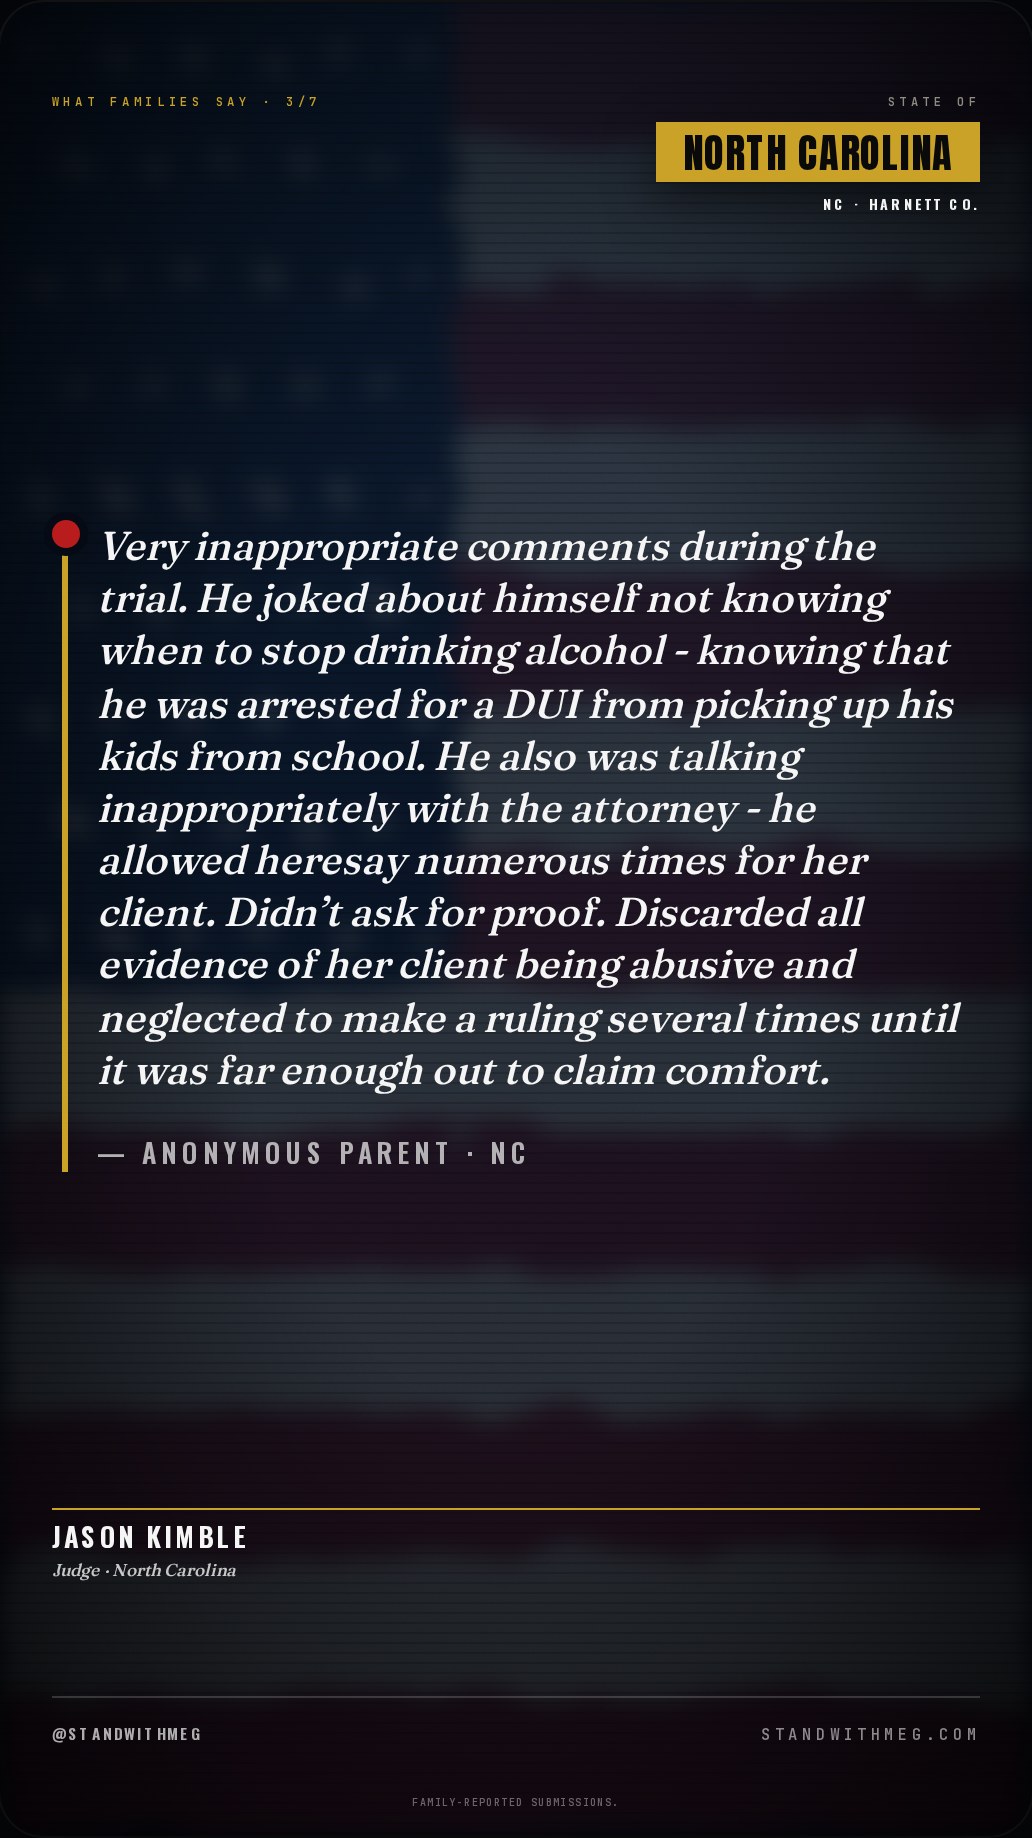 WHAT FAMILIES SAY · 3/7
STATE OF
NORTH CAROLINA
NC · HARNETT CO.
Very inappropriate comments during the
trial. He joked about himself not knowing
when to stop drinking alcohol - knowing that
he was arrested for a DUI from picking up his
kids from school. He also was talking
inappropriately with the attorney - he
allowed heresay numerous times for her
client. Didn’t ask for proof. Discarded all
evidence of her client being abusive and
neglected to make a ruling several times until
it was far enough out to claim comfort.
— ANONYMOUS PARENT · NC
JASON KIMBLE
Judge · North Carolina
@STANDWITHMEG
STANDWITHMEG.COM
FAMILY-REPORTED SUBMISSIONS.